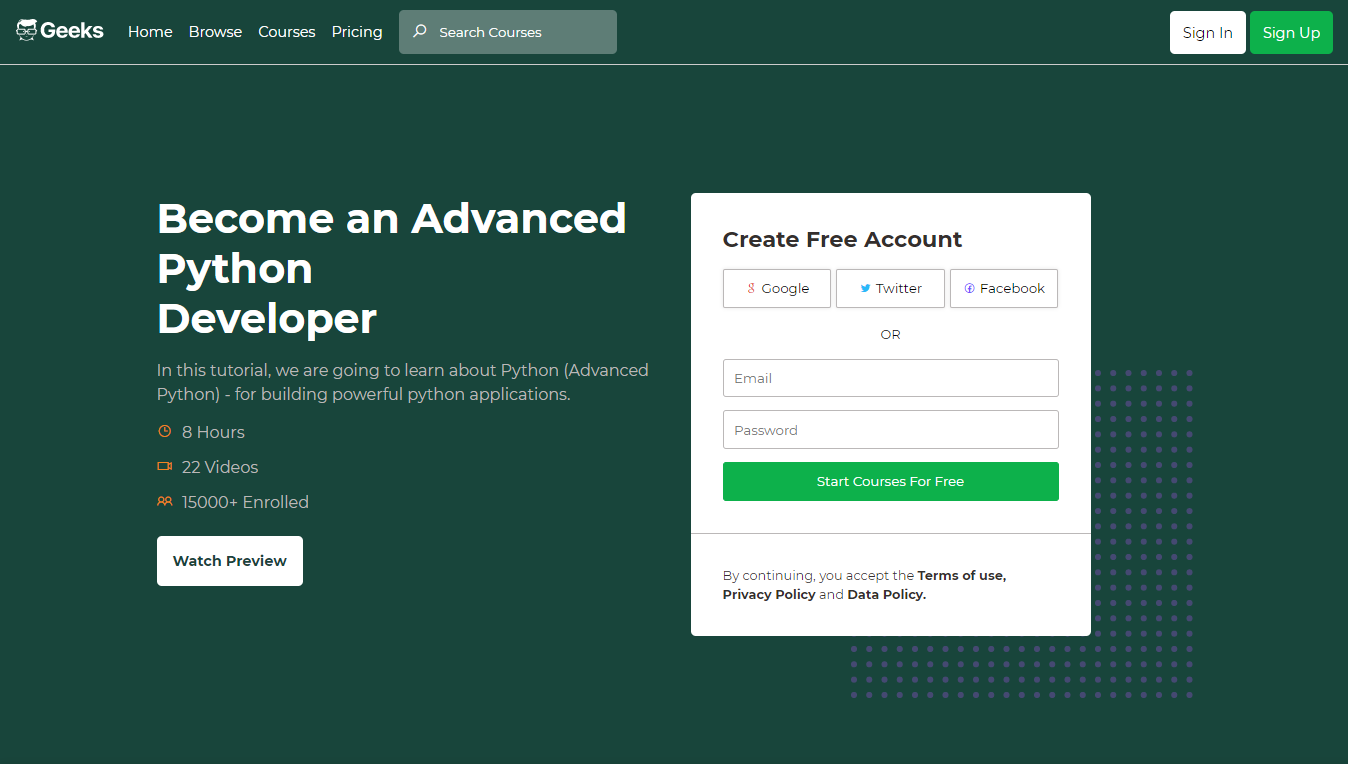 Geeks
Home
Browse
Courses
Pricing
Search Courses
Sign In
Sign Up
Become an Advanced
Python
Developer
In this tutorial, we are going to learn about Python (Advanced
Python) - for building powerful python applications.
8 Hours
22 Videos
15000+ Enrolled
Watch Preview
Create Free Account
Google
Twitter
Facebook
OR
Email
Password
Start Courses For Free
By continuing, you accept the Terms of use,
Privacy Policy and Data Policy.